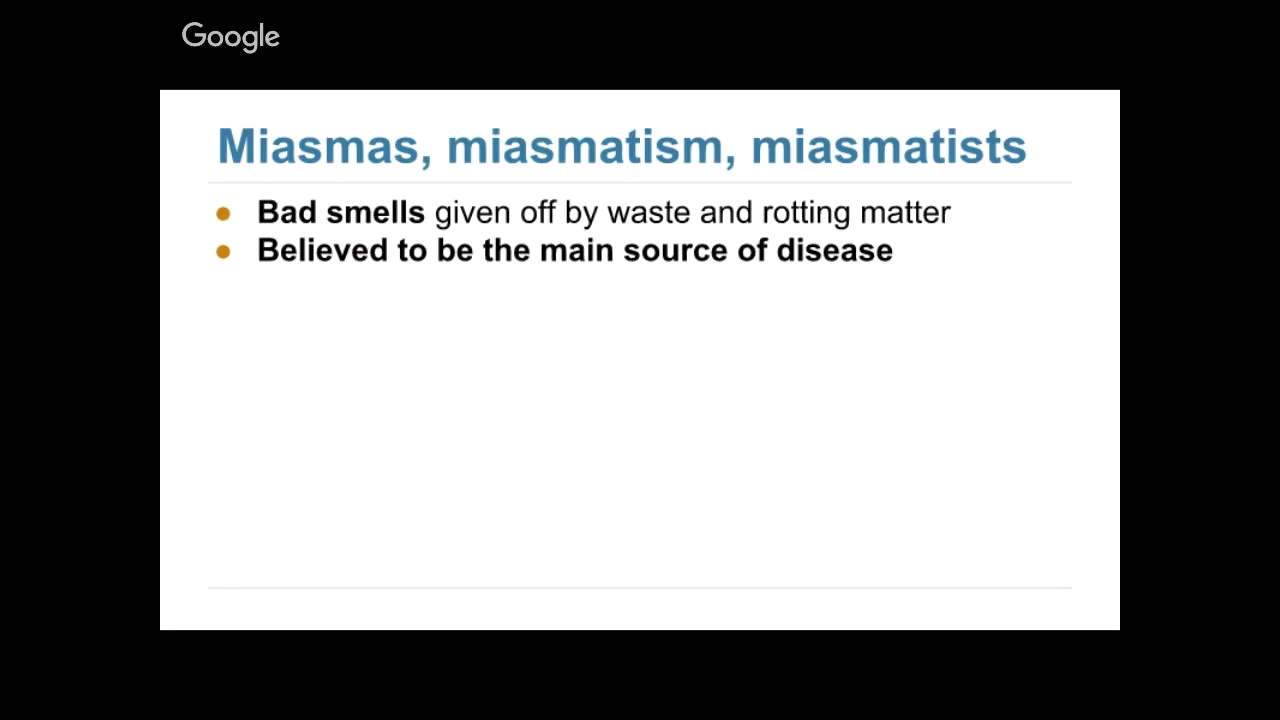 Google
Miasmas, miasmatism, miasmatists
● Bad smells given off by waste and rotting matter
● Believed to be the main source of disease